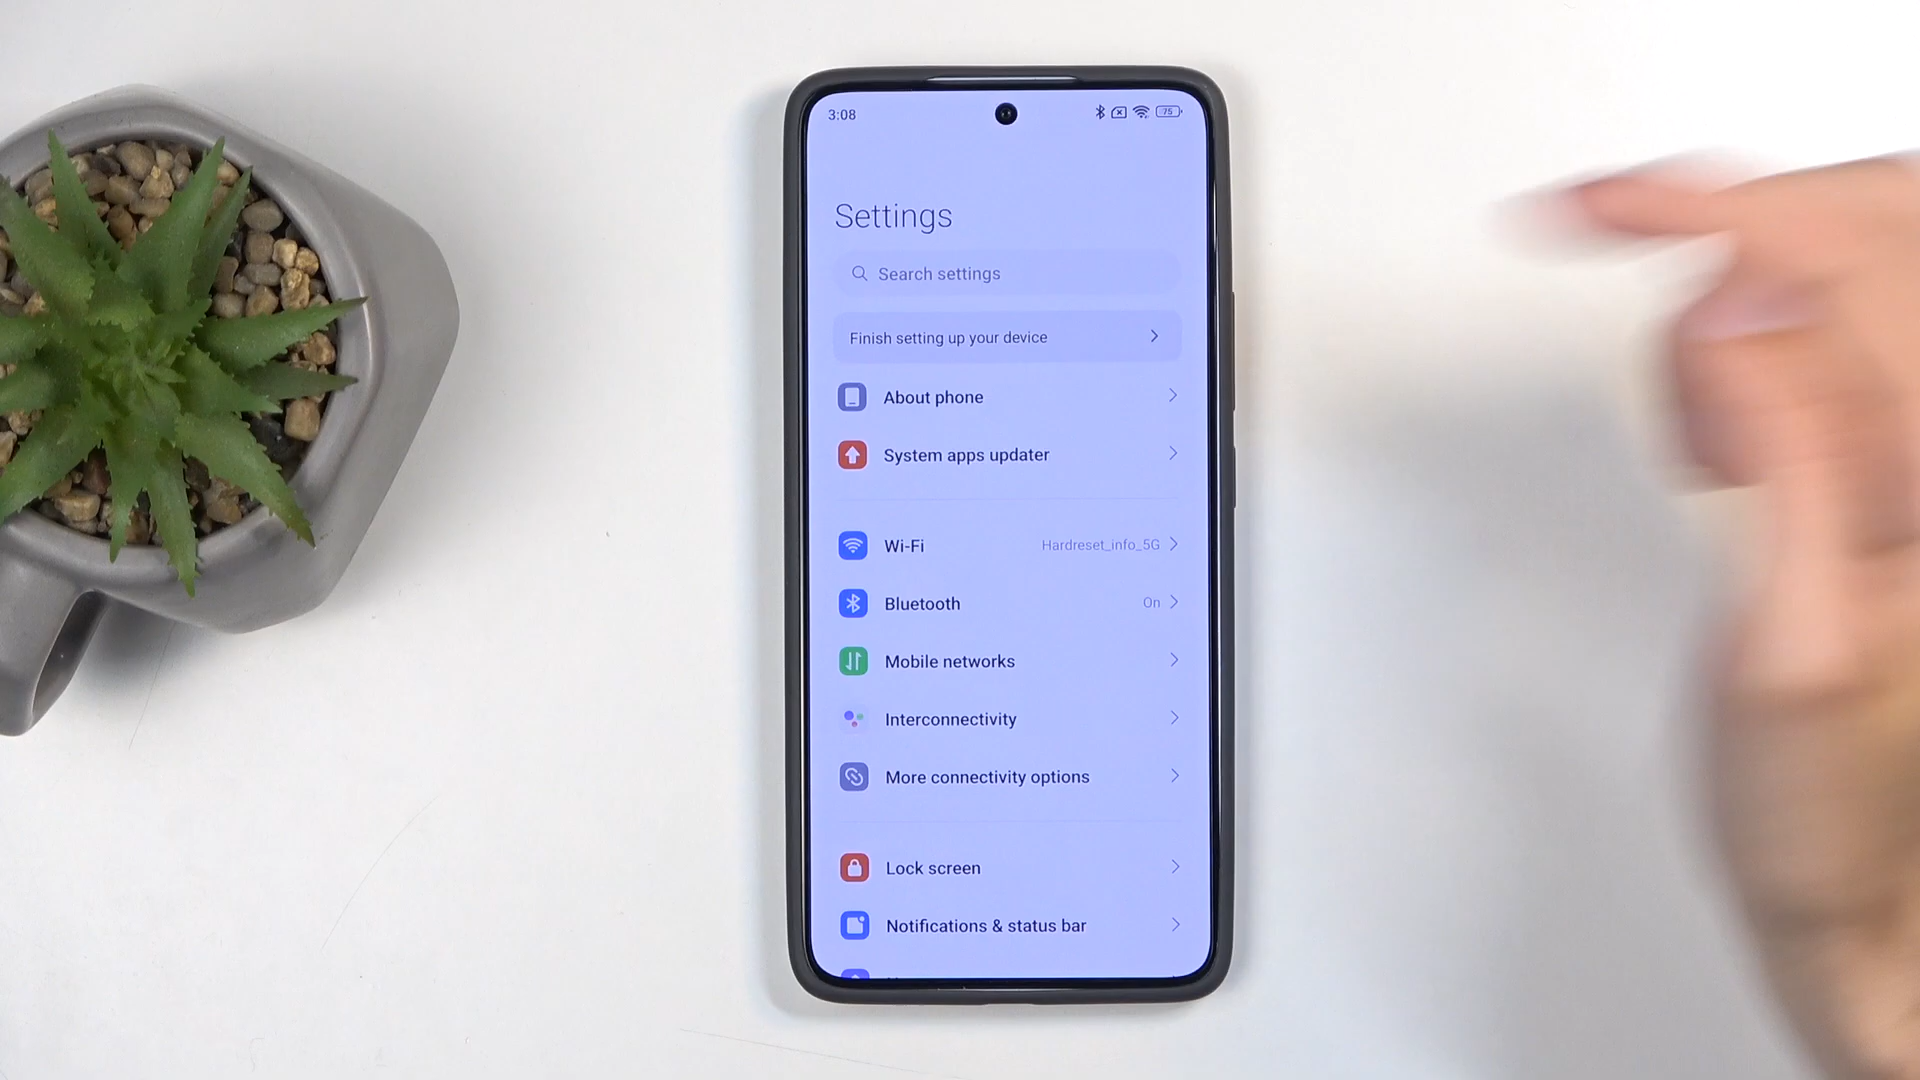 3:08
75
Settings
Search settings
Finish setting up your device
About phone
System apps updater
Wi-Fi Hardreset_info_5G
Bluetooth On
Mobile networks
Interconnectivity
More connectivity options
Lock screen
Notifications & status bar